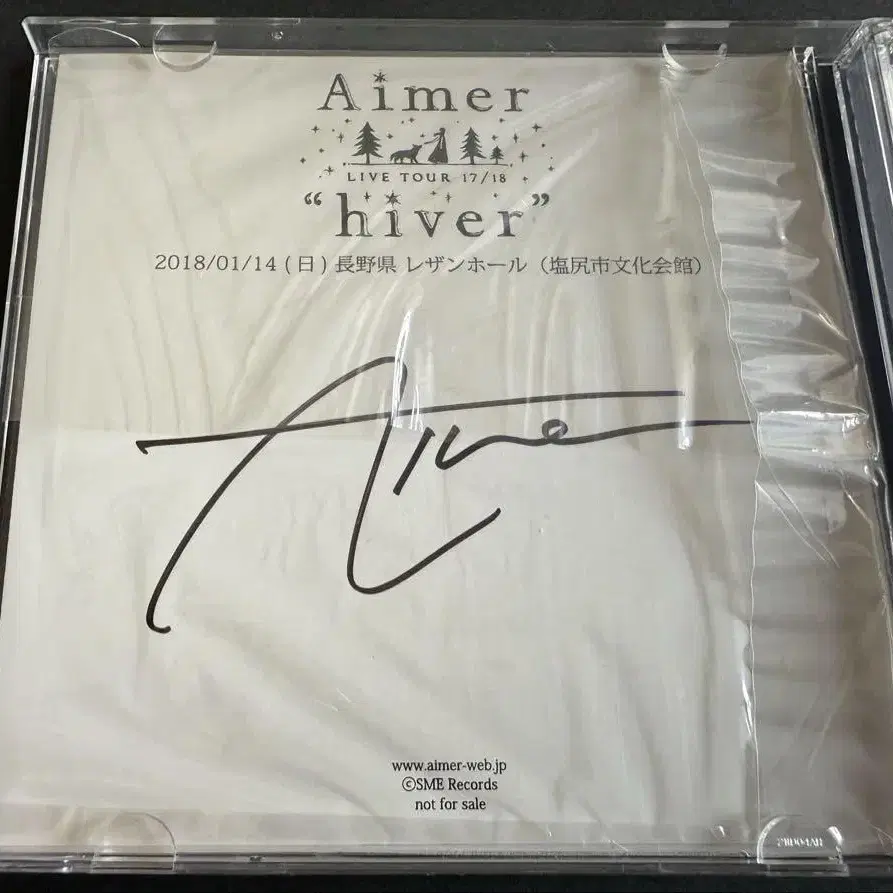 Aimer
LIVE TOUR 17/18
“hiver”
2018/01/14 (日) 長野県 レザンホール（塩尻市文化会館）
Aimer
www.aimer-web.jp
©SME Records
not for sale